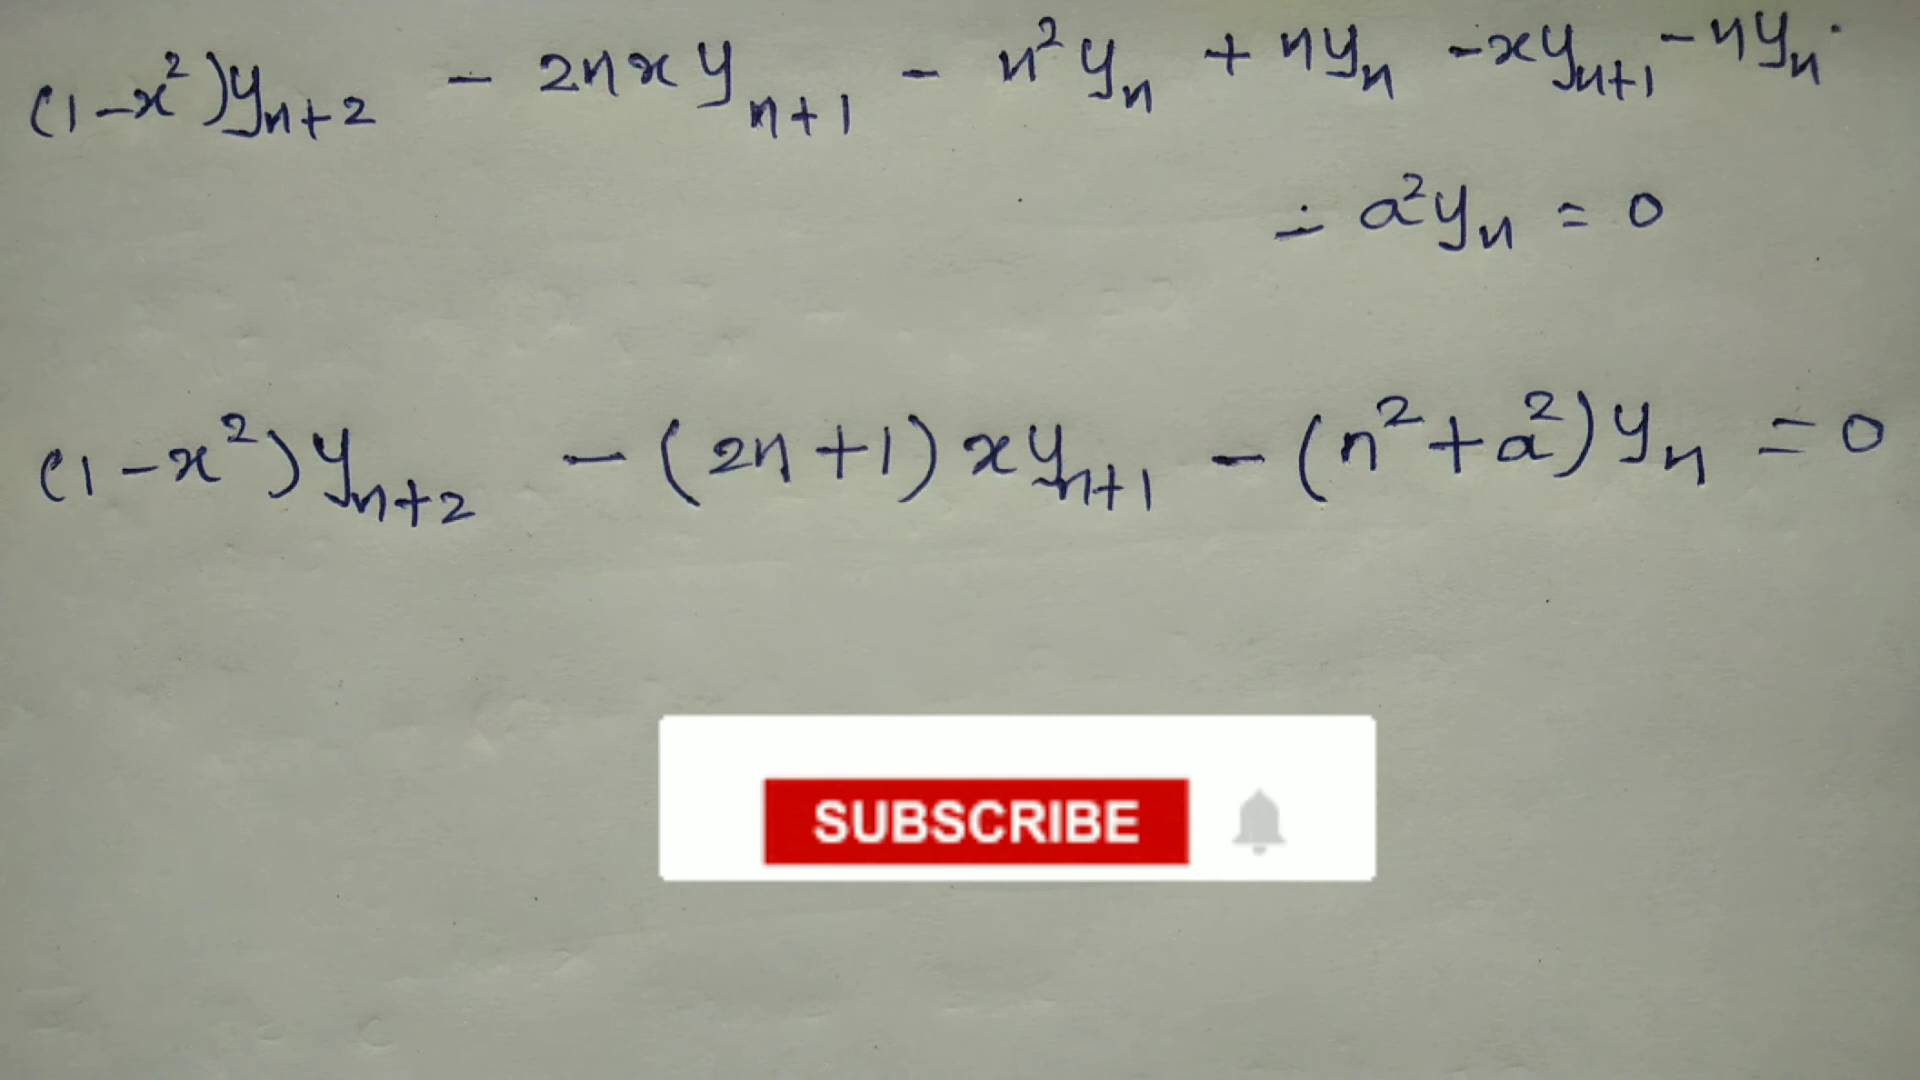 (1-x²)yₙ₊₂ - 2nxyₙ₊₁ - n²yₙ + nyₙ - xyₙ₊₁ - nyₙ
- a²yₙ = 0
(1-x²)yₙ₊₂ - (2n+1)xyₙ₊₁ - (n²+a²)yₙ = 0
SUBSCRIBE